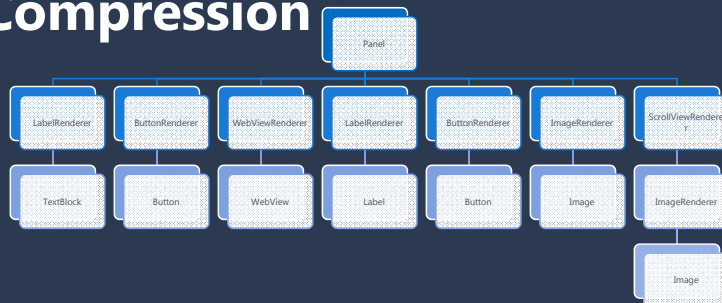 Compression
Panel
LabelRenderer
ButtonRenderer
WebViewRenderer
LabelRenderer
ButtonRenderer
ImageRenderer
ScrollViewRendere
r
TextBlock
Button
WebView
Label
Button
Image
ImageRenderer
Image